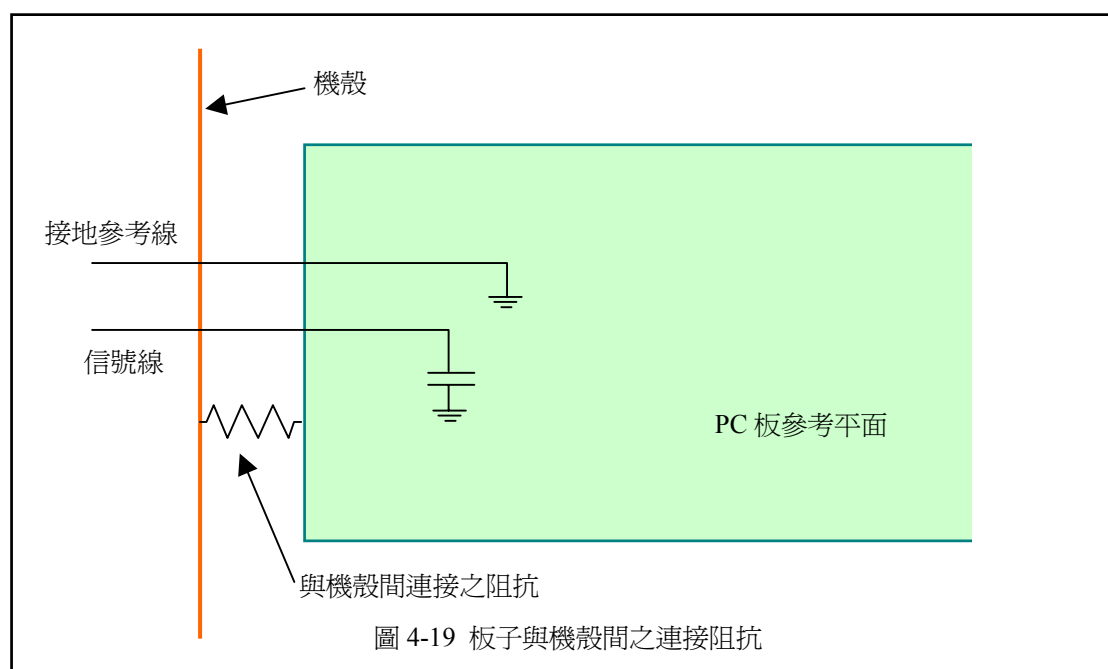 機殼
接地參考線
信號線
PC 板參考平面
與機殼間連接之阻抗
圖 4-19 板子與機殼間之連接阻抗